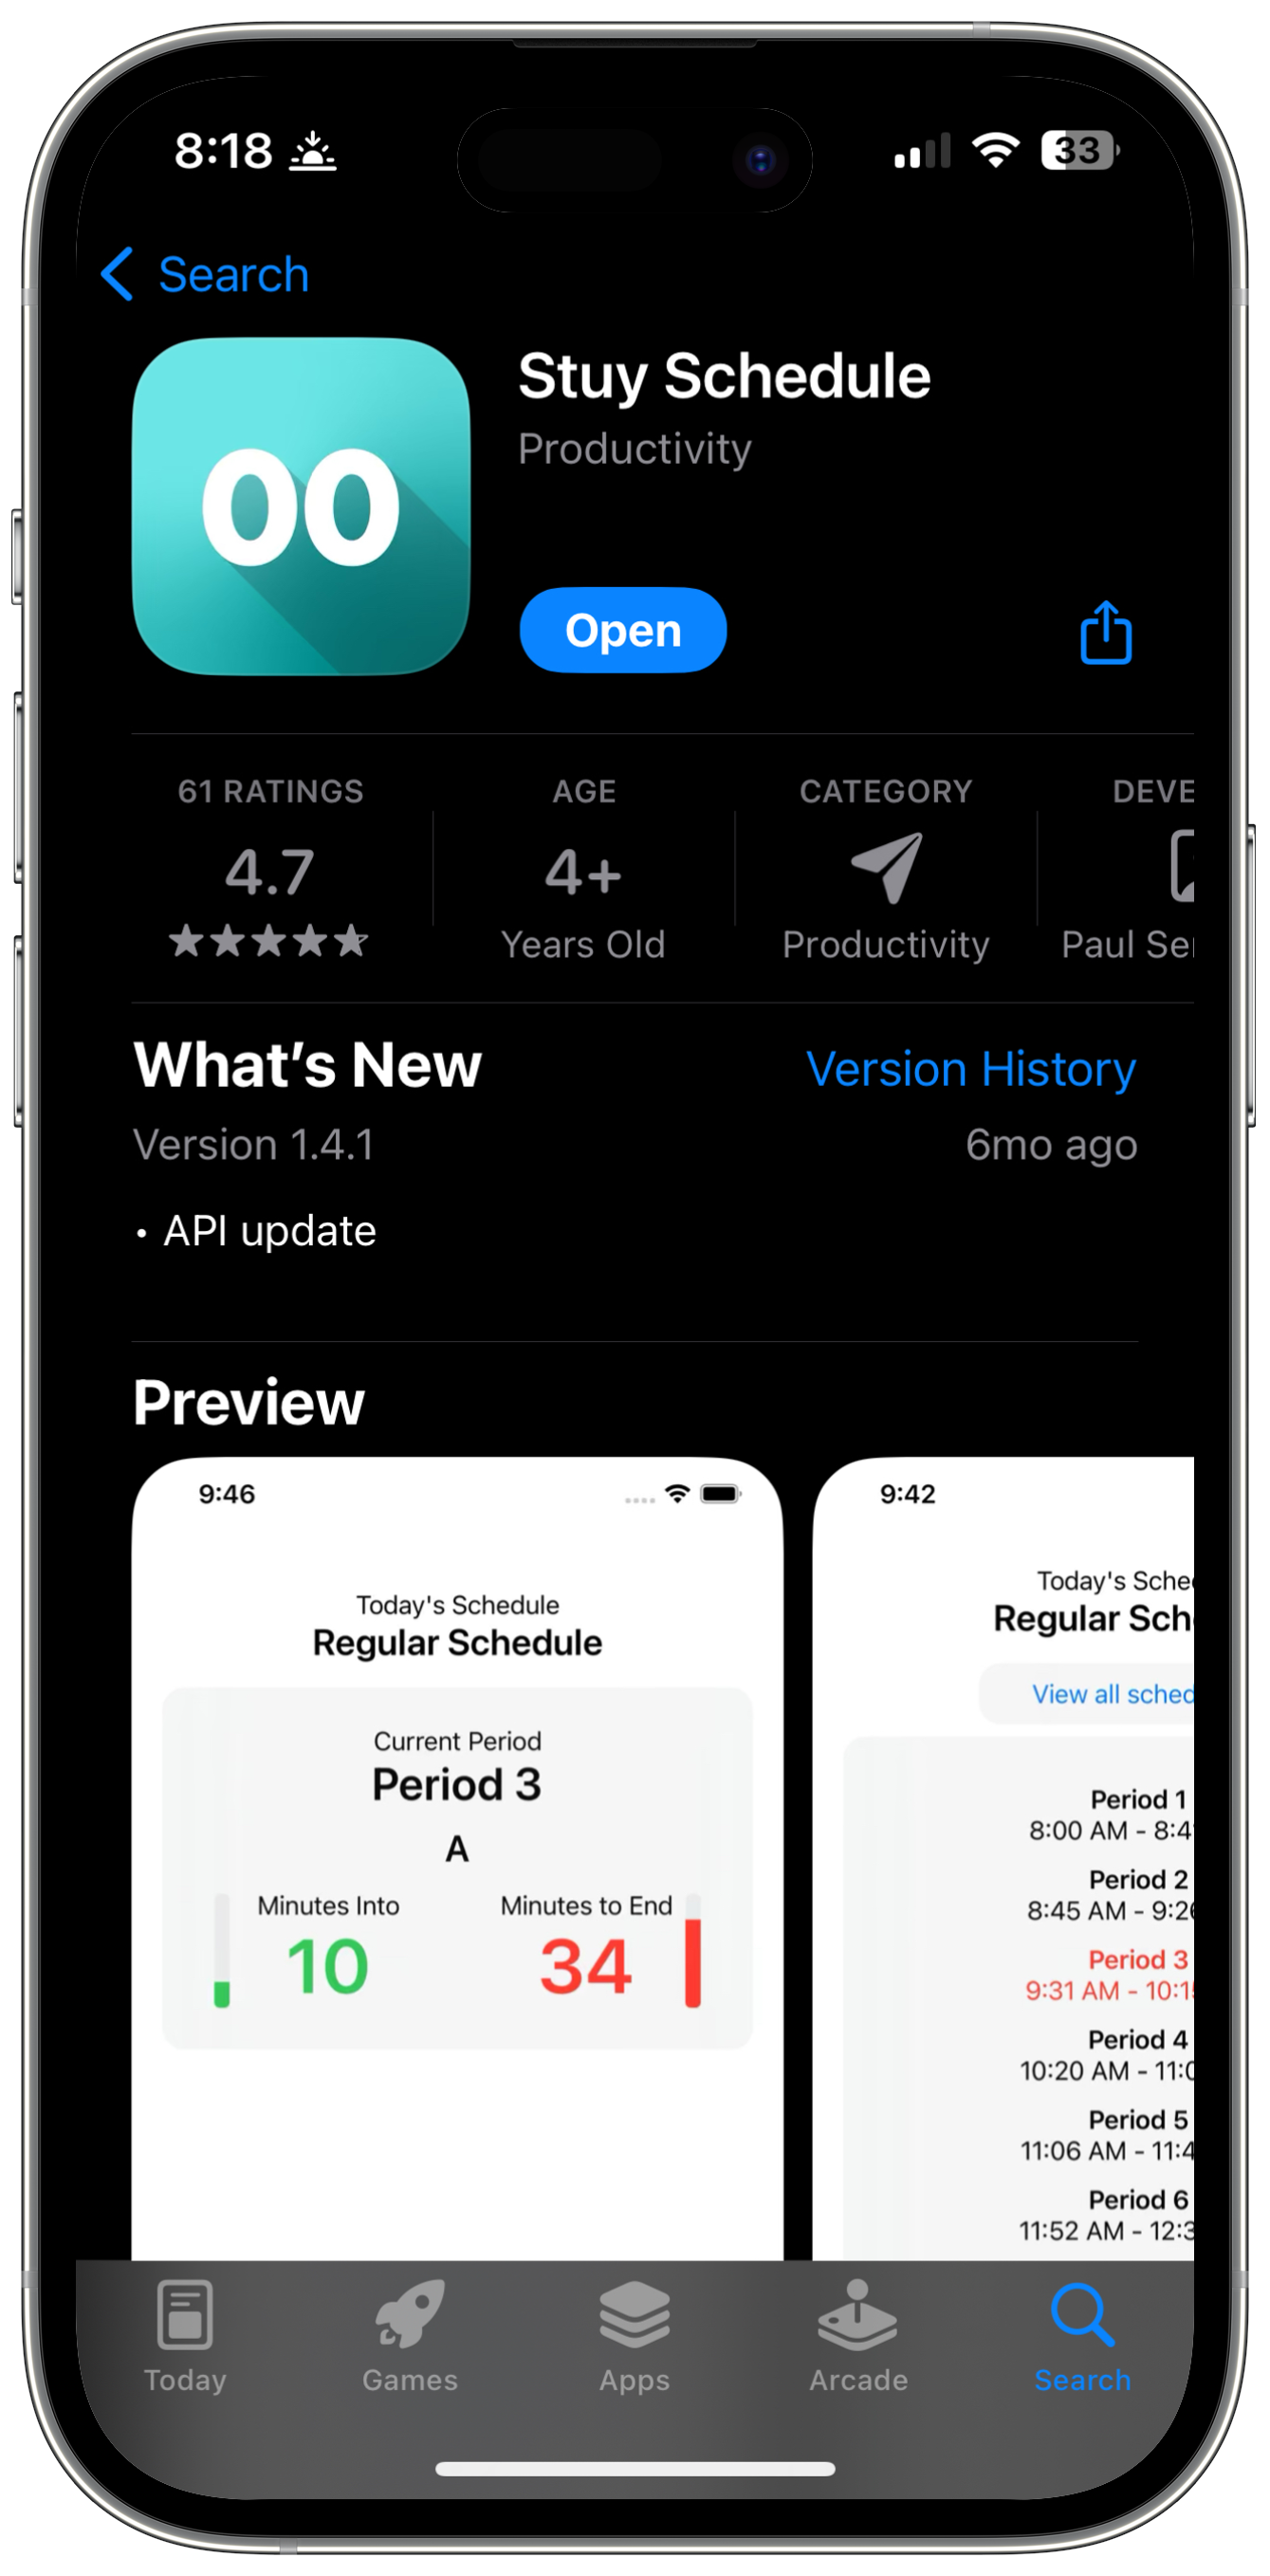 8:18
33
Search
00
Stuy Schedule
Productivity
Open
61 RATINGS
4.7
AGE
4+
Years Old
CATEGORY
Productivity
DEVE
Paul Ser
What's New
Version History
Version 1.4.1
6mo ago
• API update
Preview
9:46
Today's Schedule
Regular Schedule
Current Period
Period 3
A
Minutes Into
10
Minutes to End
34
9:42
Today's Sche
Regular Sch
View all sched
Period 1
8:00 AM - 8:4
Period 2
8:45 AM - 9:26
Period 3
9:31 AM - 10:15
Period 4
10:20 AM - 11:0
Period 5
11:06 AM - 11:4
Period 6
11:52 AM - 12:3
Today
Games
Apps
Arcade
Search